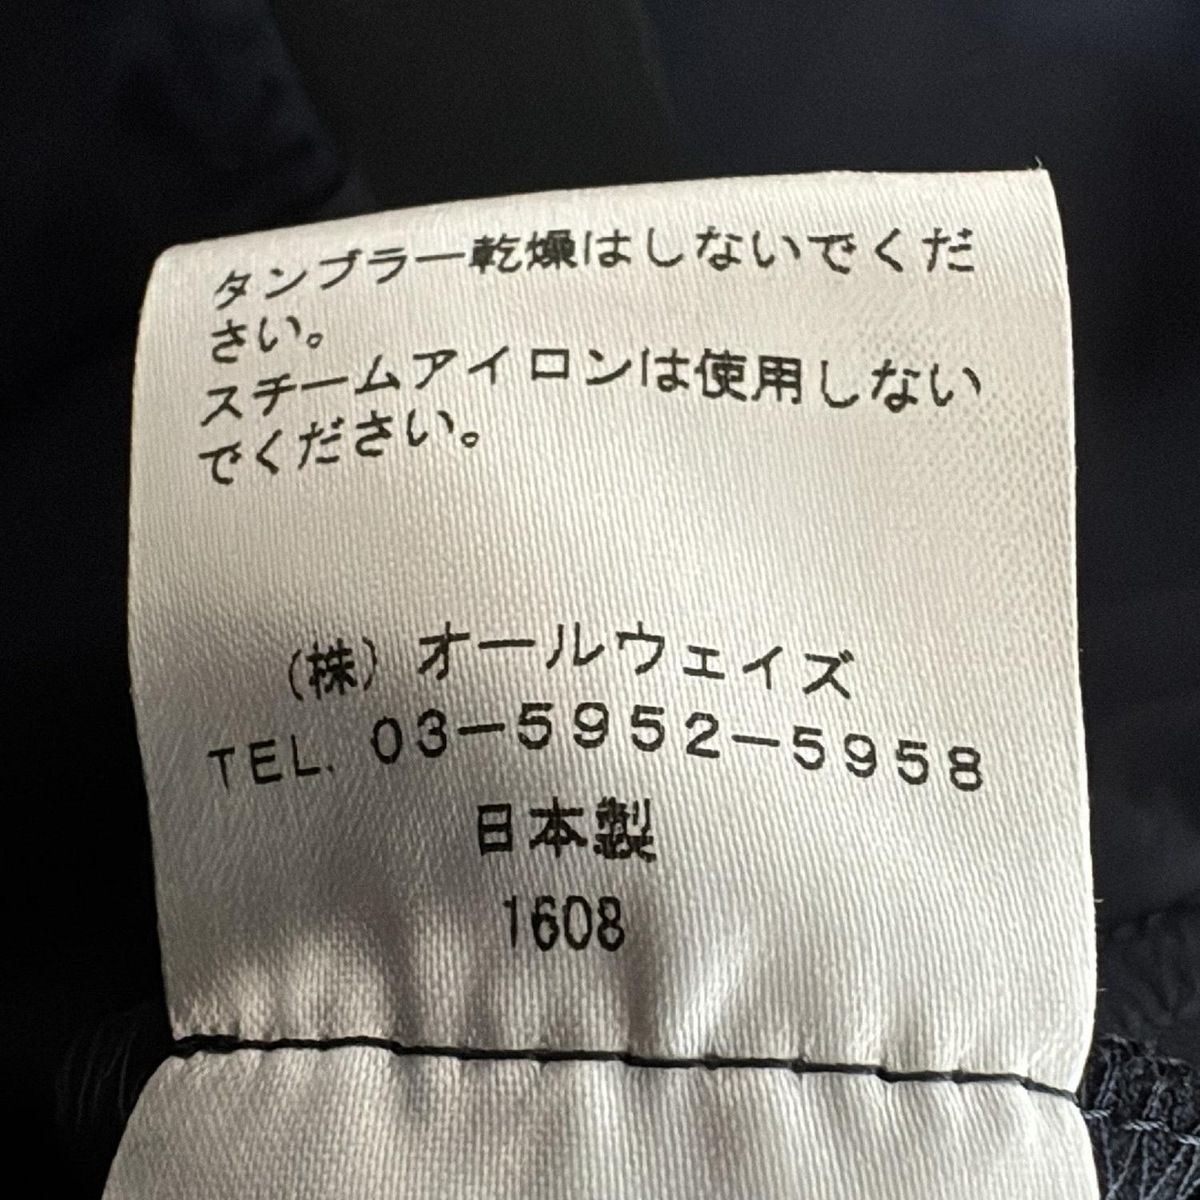 タンブラー乾燥はしないでくだ
さい。
スチームアイロンは使用しない
でください。
(株) オールウェイズ
TEL. 03-5952-5958
日本製
1608